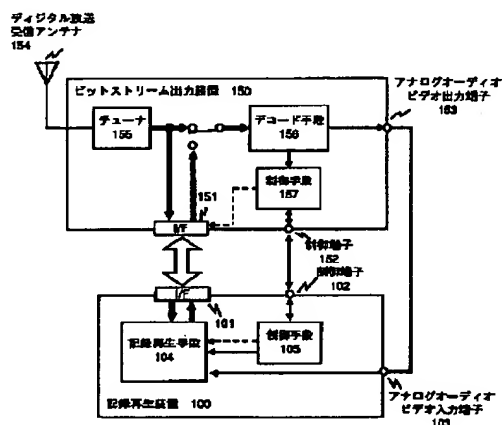 ディジタル放送
受信アンテナ
154
ビットストリーム出力装置 150
アナログオーディオ
ビデオ出力端子
153
チューナ
155
デコード手段
156
制御手段
157
151
I/F
制御端子
152
制御端子
102
I/F
101
記録再生手段
104
制御手段
105
記録再生装置 100
アナログオーディオ
ビデオ入力端子
103